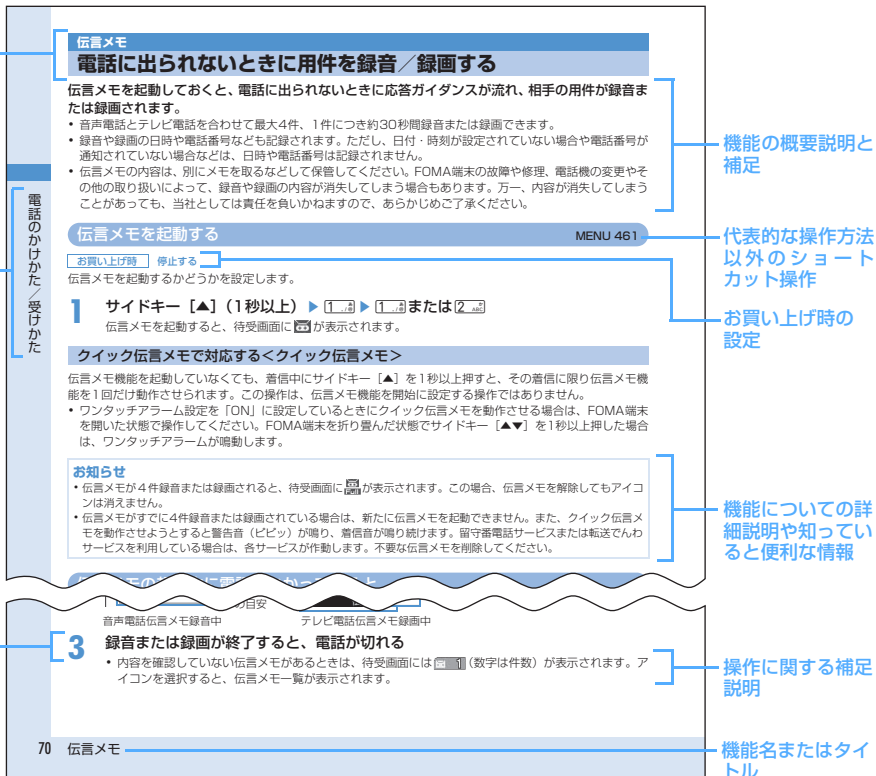 伝言メモ
電話に出られないときに用件を録音／録画する
伝言メモを起動しておくと、電話に出られないときに応答ガイダンスが流れ、相手の用件が録音ま
たは録画されます。
• 音声電話とテレビ電話を合わせて最大4件、1件につき約30秒間録音または録画できます。
• 録音や録画の日時や電話番号なども記録されます。ただし、日付・時刻が設定されていない場合や電話番号が
通知されていない場合などは、日時や電話番号は記録されません。
• 伝言メモの内容は、別にメモを取るなどして保管してください。FOMA端末の故障や修理、電話機の変更やそ
の他の取り扱いによって、録音や録画の内容が消失してしまう場合もあります。万一、内容が消失してしまう
ことがあっても、当社としては責任を負いかねますので、あらかじめご了承ください。
機能の概要説明と
補足
電話のかけかた／受けかた
伝言メモを起動する MENU 461
代表的な操作方法
以外のショート
カット操作
お買い上げ時 停止する
お買い上げ時の
設定
伝言メモを起動するかどうかを設定します。
1 サイドキー［▲］（1秒以上）▶ 1 ▶ 1 または 2 ABC
伝言メモを起動すると、待受画面に が表示されます。
クイック伝言メモで対応する＜クイック伝言メモ＞
伝言メモ機能を起動していなくても、着信中にサイドキー［▲］を1秒以上押すと、その着信に限り伝言メモ機
能を1回だけ動作させられます。この操作は、伝言メモ機能を開始に設定する操作ではありません。
• ワンタッチアラーム設定を「ON」に設定しているときにクイック伝言メモを動作させる場合は、FOMA端末
を開いた状態で操作してください。FOMA端末を折り畳んだ状態でサイドキー［▲▼］を1秒以上押した場合
は、ワンタッチアラームが鳴動します。
お知らせ
• 伝言メモが4件録音または録画されると、待受画面に が表示されます。この場合、伝言メモを解除してもアイコ
ンは消えません。
• 伝言メモがすでに4件録音または録画されている場合は、新たに伝言メモを起動できません。また、クイック伝言メ
モを動作させようとすると警告音（ピピッ）が鳴り、着信音が鳴り続けます。留守番電話サービスまたは転送でんわ
サービスを利用している場合は、各サービスが作動します。不要な伝言メモを削除してください。
機能についての詳
細説明や知ってい
ると便利な情報
の目安
音声電話伝言メモ録音中 テレビ電話伝言メモ録画中
3 録音または録画が終了すると、電話が切れる
• 内容を確認していない伝言メモがあるときは、待受画面には 1 （数字は件数）が表示されます。ア
イコンを選択すると、伝言メモ一覧が表示されます。
操作に関する補足
説明
70 伝言メモ
機能名またはタイ
トル